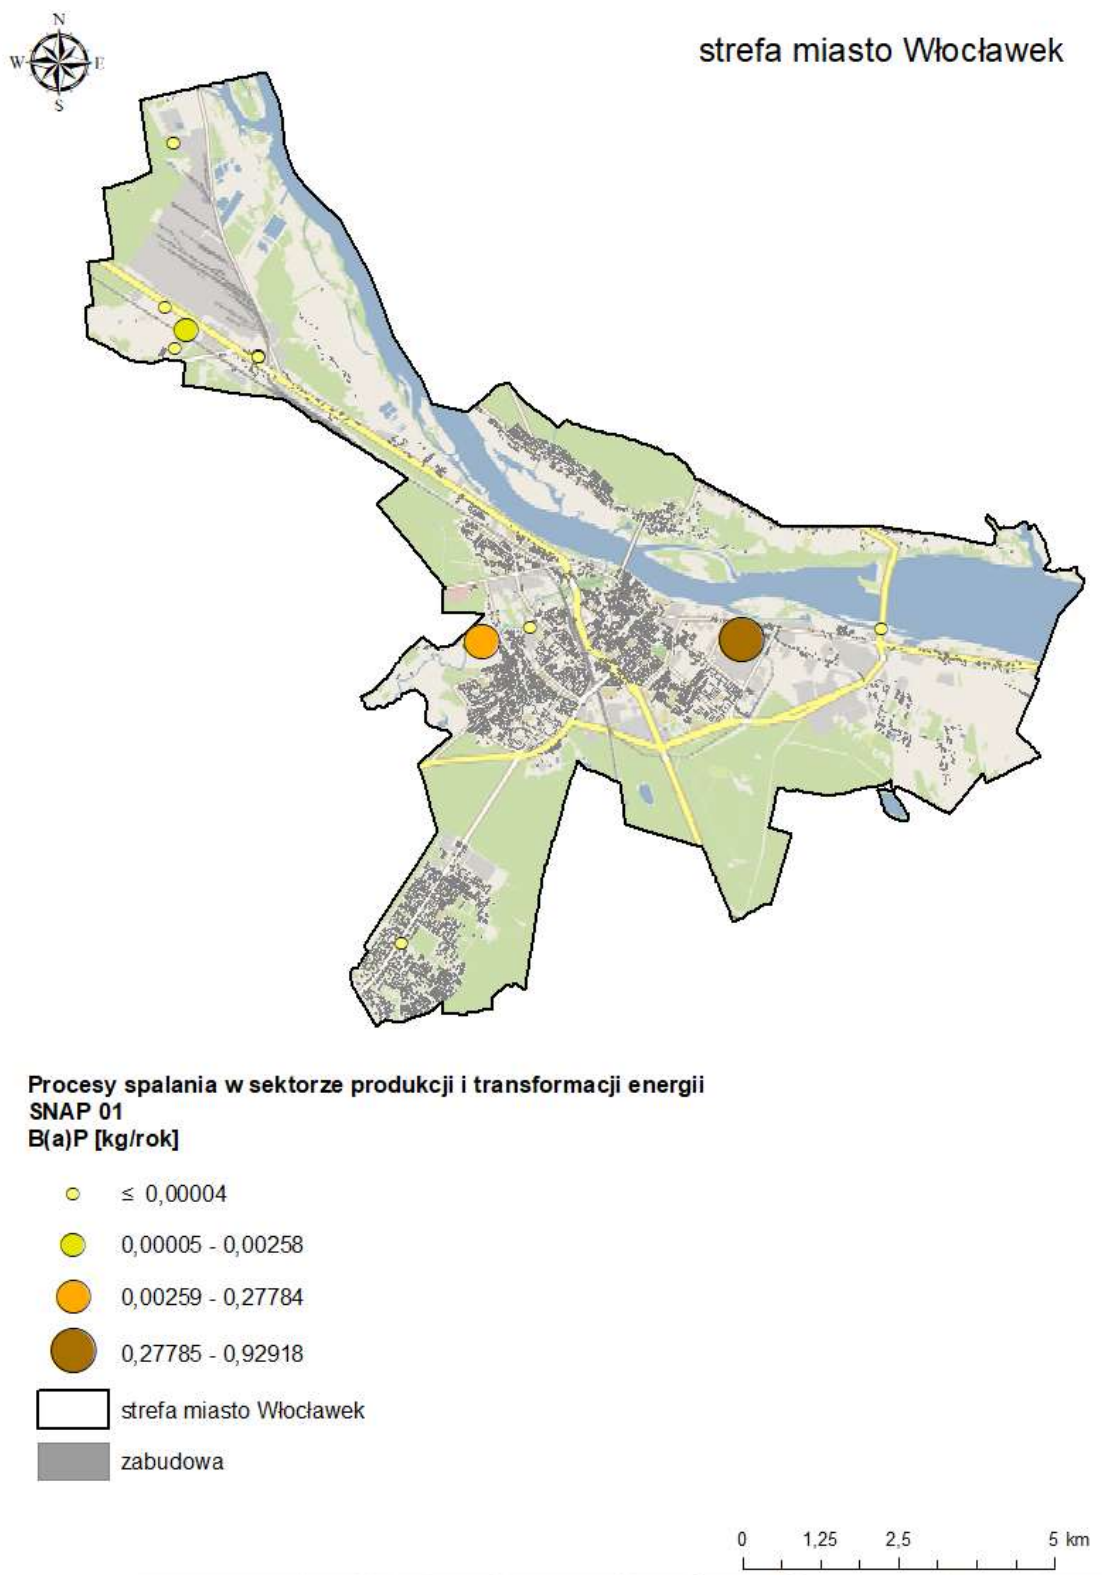 N
W E
S
strefa miasto Włocławek
Procesy spalania w sektorze produkcji i transformacji energii
SNAP 01
B(a)P [kg/rok]
≤ 0,00004
0,00005 - 0,00258
0,00259 - 0,27784
0,27785 - 0,92918
strefa miasto Włocławek
zabudowa
0 1,25 2,5 5 km